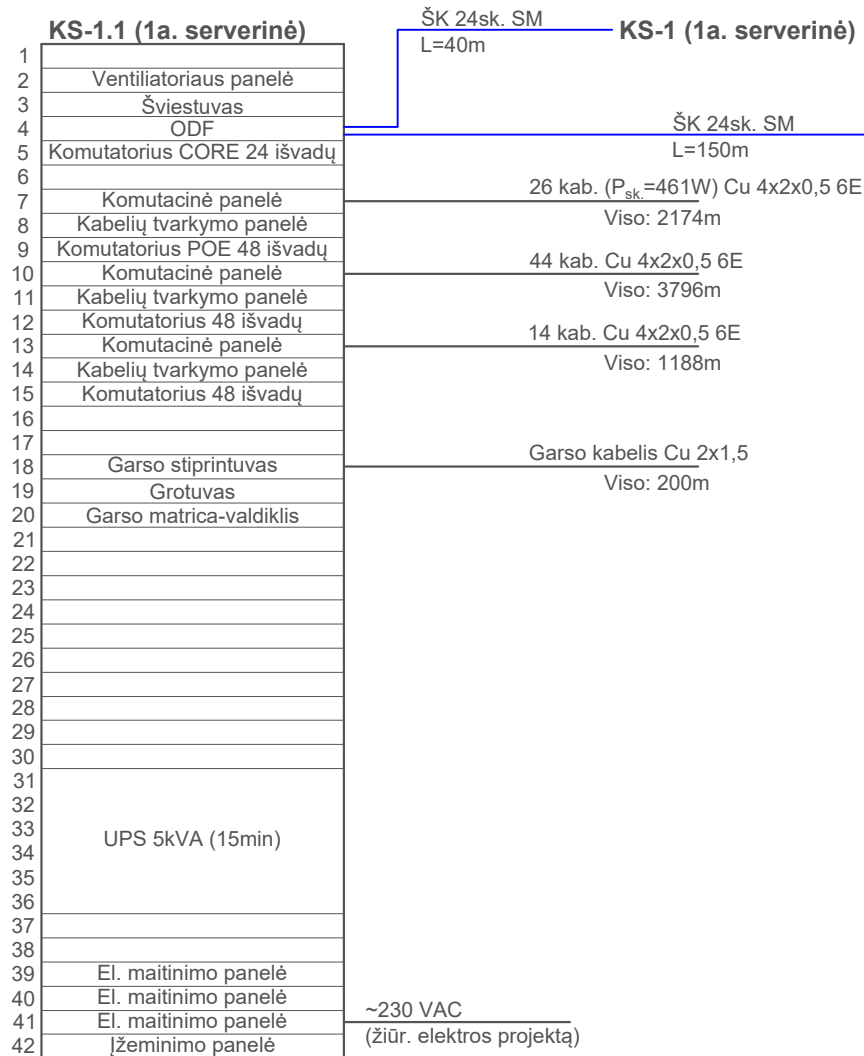 KS-1.1 (1a. serverinė)
ŠK 24sk. SM
L=40m
KS-1 (1a. serverinė)
1
2 Ventiliatoriaus panelė
3 Šviestuvas
4 ODF
ŠK 24sk. SM
L=150m
5 Komutatorius CORE 24 išvadų
6
7 Komutacinė panelė
26 kab. (Psk.=461W) Cu 4x2x0,5 6E
Viso: 2174m
8 Kabelių tvarkymo panelė
9 Komutatorius POE 48 išvadų
10 Komutacinė panelė
44 kab. Cu 4x2x0,5 6E
Viso: 3796m
11 Kabelių tvarkymo panelė
12 Komutatorius 48 išvadų
13 Komutacinė panelė
14 kab. Cu 4x2x0,5 6E
Viso: 1188m
14 Kabelių tvarkymo panelė
15 Komutatorius 48 išvadų
16
17
18 Garso stiprintuvas
Garso kabelis Cu 2x1,5
Viso: 200m
19 Grotuvas
20 Garso matrica-valdiklis
21
22
23
24
25
26
27
28
29
30
31
32
33
UPS 5kVA (15min)
34
35
36
37
38
39 El. maitinimo panelė
40 El. maitinimo panelė
41 El. maitinimo panelė
~230 VAC
(žiūr. elektros projektą)
42 Įžeminimo panelė